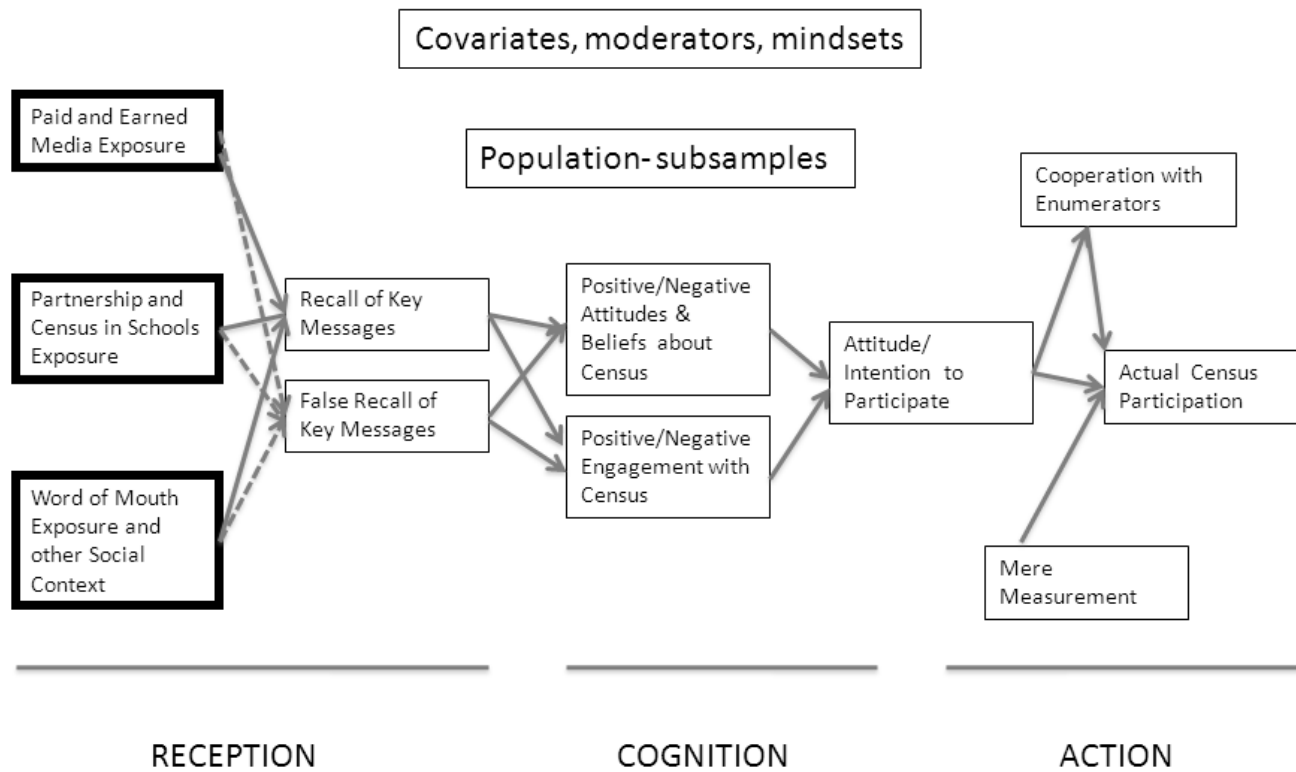 Covariates, moderators, mindsets
Population-subsamples
Paid and Earned
Media Exposure
Partnership and
Census in Schools
Exposure
Word of Mouth
Exposure and
other Social
Context
Recall of Key
Messages
False Recall of
Key Messages
Positive/Negative
Attitudes &
Beliefs about
Census
Positive/Negative
Engagement with
Census
Attitude/
Intention to
Participate
Cooperation with
Enumerators
Actual Census
Participation
Mere
Measurement
RECEPTION
COGNITION
ACTION